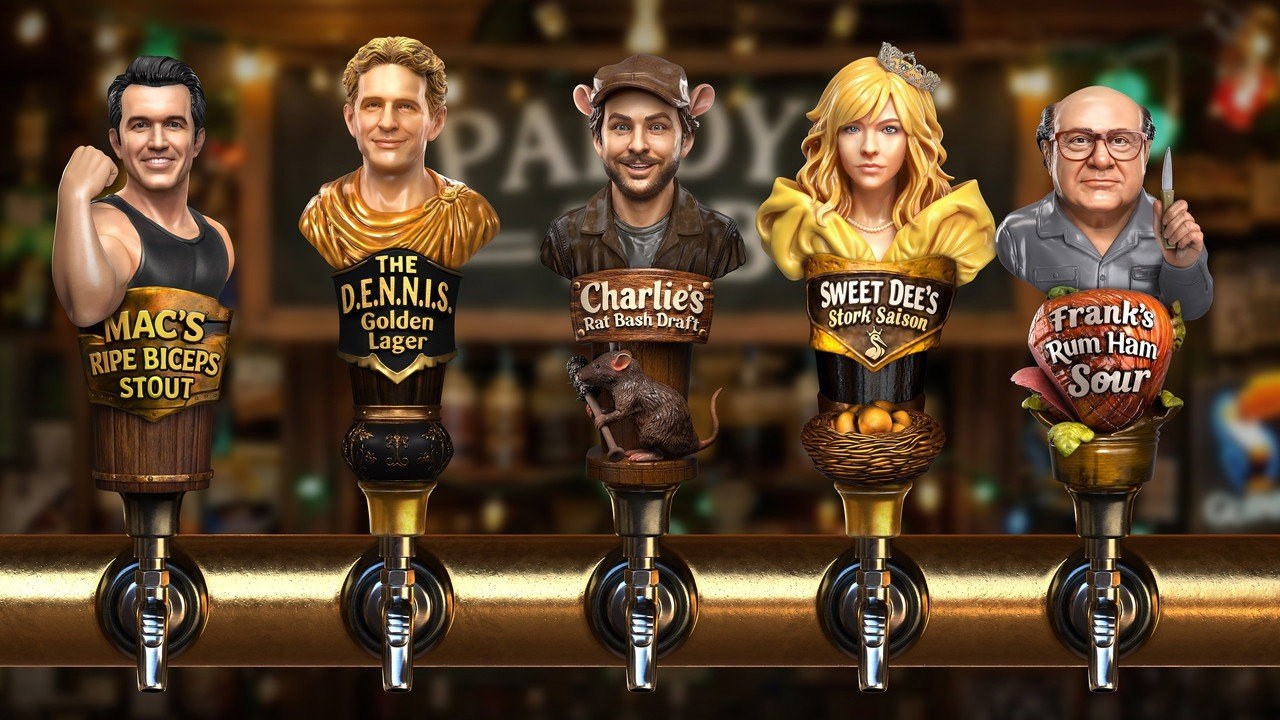 PADDY
MAC'S
RIPE BICEPS
STOUT
THE
D.E.N.N.I.S.
Golden
Lager
Charlie's
Rat Bash Draft
SWEET DEE'S
Stork Saison
Frank's
Rum Ham
Sour